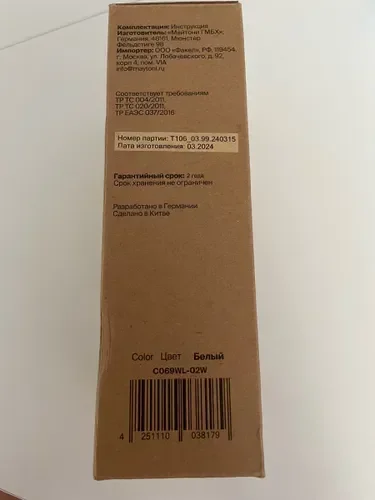 Комплектация: Инструкция
Изготовитель: «Мейтони ГМБХ»,
Германия, 48151, Мюнстер
Фельдстиге 98
Импортер: ООО «Факел», РФ, 119454,
г. Москва, ул. Лобачевского, д. 92,
корп 4, пом. VIA
info@maytoni.ru
Соответствует требованиям
ТР ТС 004/2011,
ТР ТС 020/2011,
ТР ЕАЭС 037/2016
Номер партии: T106_03.99.240315
Дата изготовления: 03.2024
Гарантийный срок: 2 года
Срок хранения не ограничен
Разработано в Германии
Сделано в Китае
Color Цвет Белый
C069WL-02W
4 251110 038179